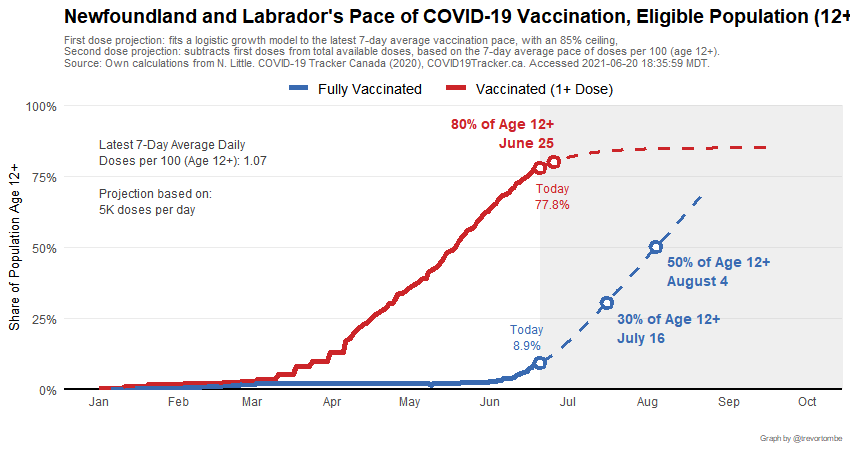 Newfoundland and Labrador's Pace of COVID-19 Vaccination, Eligible Population (12+
First dose projection: fits a logistic growth model to the latest 7-day average vaccination pace, with an 85% ceiling,
Second dose projection: subtracts first doses from total available doses, based on the 7-day average pace of doses per 100 (age 12+).
Source: Own calculations from N. Little. COVID-19 Tracker Canada (2020), COVID19Tracker.ca. Accessed 2021-06-20 18:35:59 MDT.
Fully Vaccinated Vaccinated (1+ Dose)
100%
75%
50%
25%
0%
Share of Population Age 12+
Latest 7-Day Average Daily
Doses per 100 (Age 12+): 1.07
Projection based on:
5K doses per day
80% of Age 12+
June 25
Today
77.8%
50% of Age 12+
August 4
30% of Age 12+
July 16
Today
8.9%
Jan Feb Mar Apr May Jun Jul Aug Sep Oct
Graph by @trevortombe